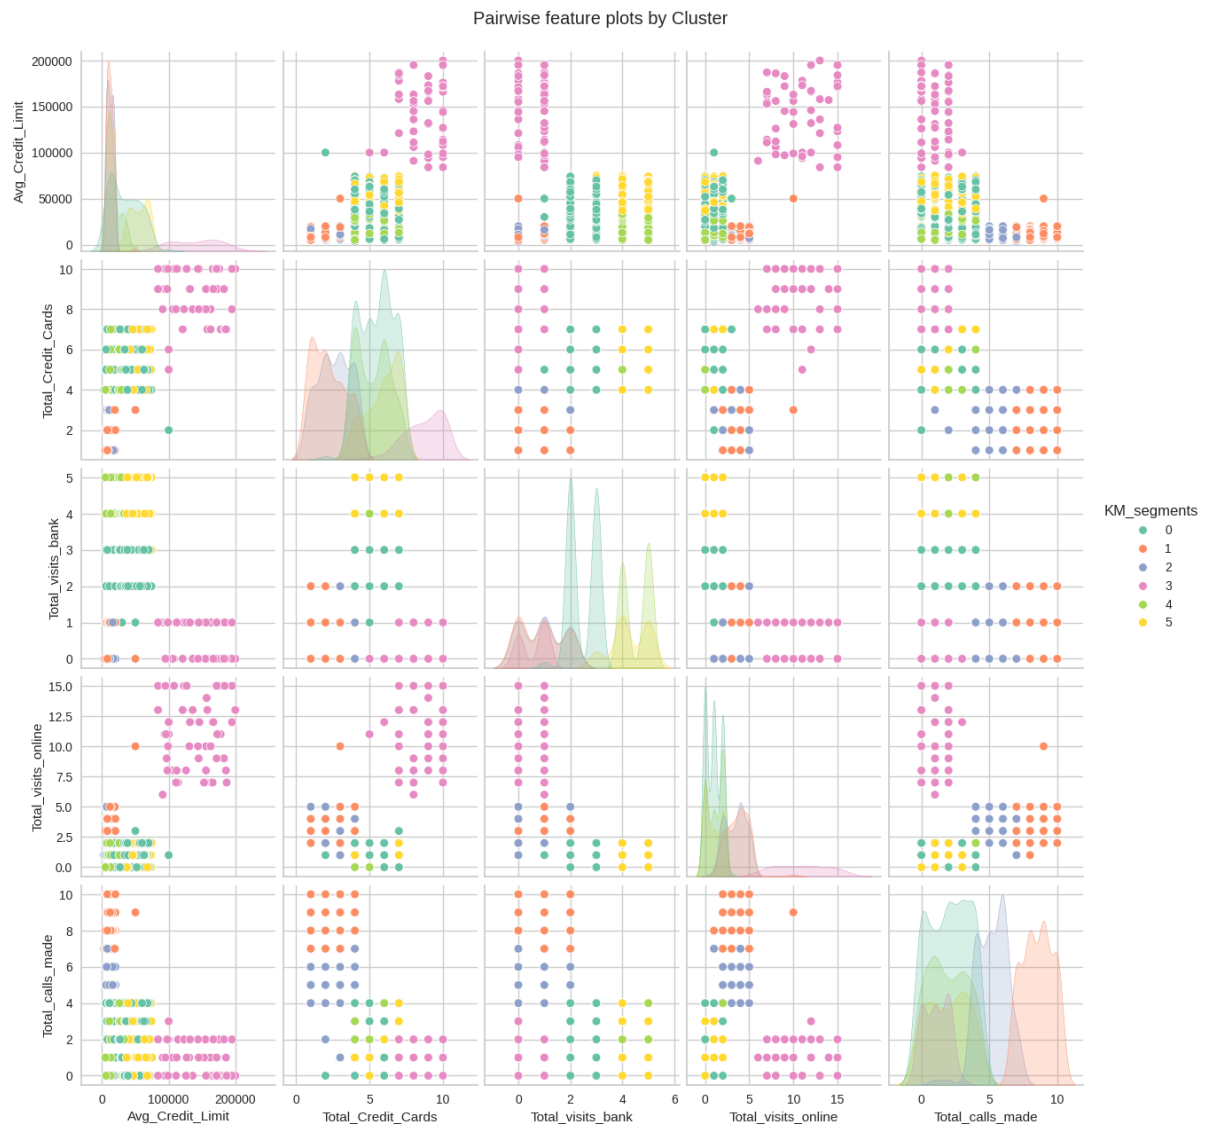 Pairwise feature plots by Cluster
200000
150000
100000
50000
0
Avg_Credit_Limit
10
8
6
4
2
Total_Credit_Cards
5
4
3
2
1
0
Total_visits_bank
15.0
12.5
10.0
7.5
5.0
2.5
0.0
Total_visits_online
10
8
6
4
2
0
Total_calls_made
0 100000 200000
Avg_Credit_Limit
0 5 10
Total_Credit_Cards
0 2 4 6
Total_visits_bank
0 5 10 15
Total_visits_online
0 5 10
Total_calls_made
KM_segments
0
1
2
3
4
5